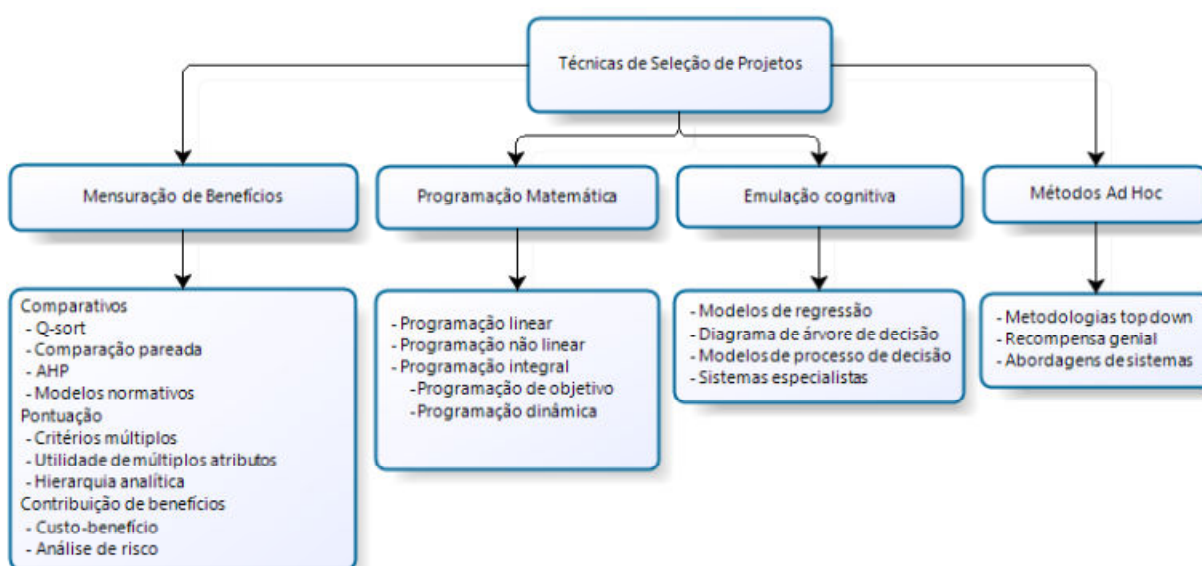 Técnicas de Seleção de Projetos
Mensuração de Benefícios
Programação Matemática
Emulação cognitiva
Métodos Ad Hoc
Comparativos
- Q-sort
- Comparação pareada
- AHP
- Modelos normativos
Pontuação
- Critérios múltiplos
- Utilidade de múltiplos atributos
- Hierarquia analítica
Contribuição de benefícios
- Custo-benefício
- Análise de risco
- Programação linear
- Programação não linear
- Programação integral
- Programação de objetivo
- Programação dinâmica
- Modelos de regressão
- Diagrama de árvore de decisão
- Modelos de processo de decisão
- Sistemas especialistas
- Metodologias top down
- Recompensa genial
- Abordagens de sistemas